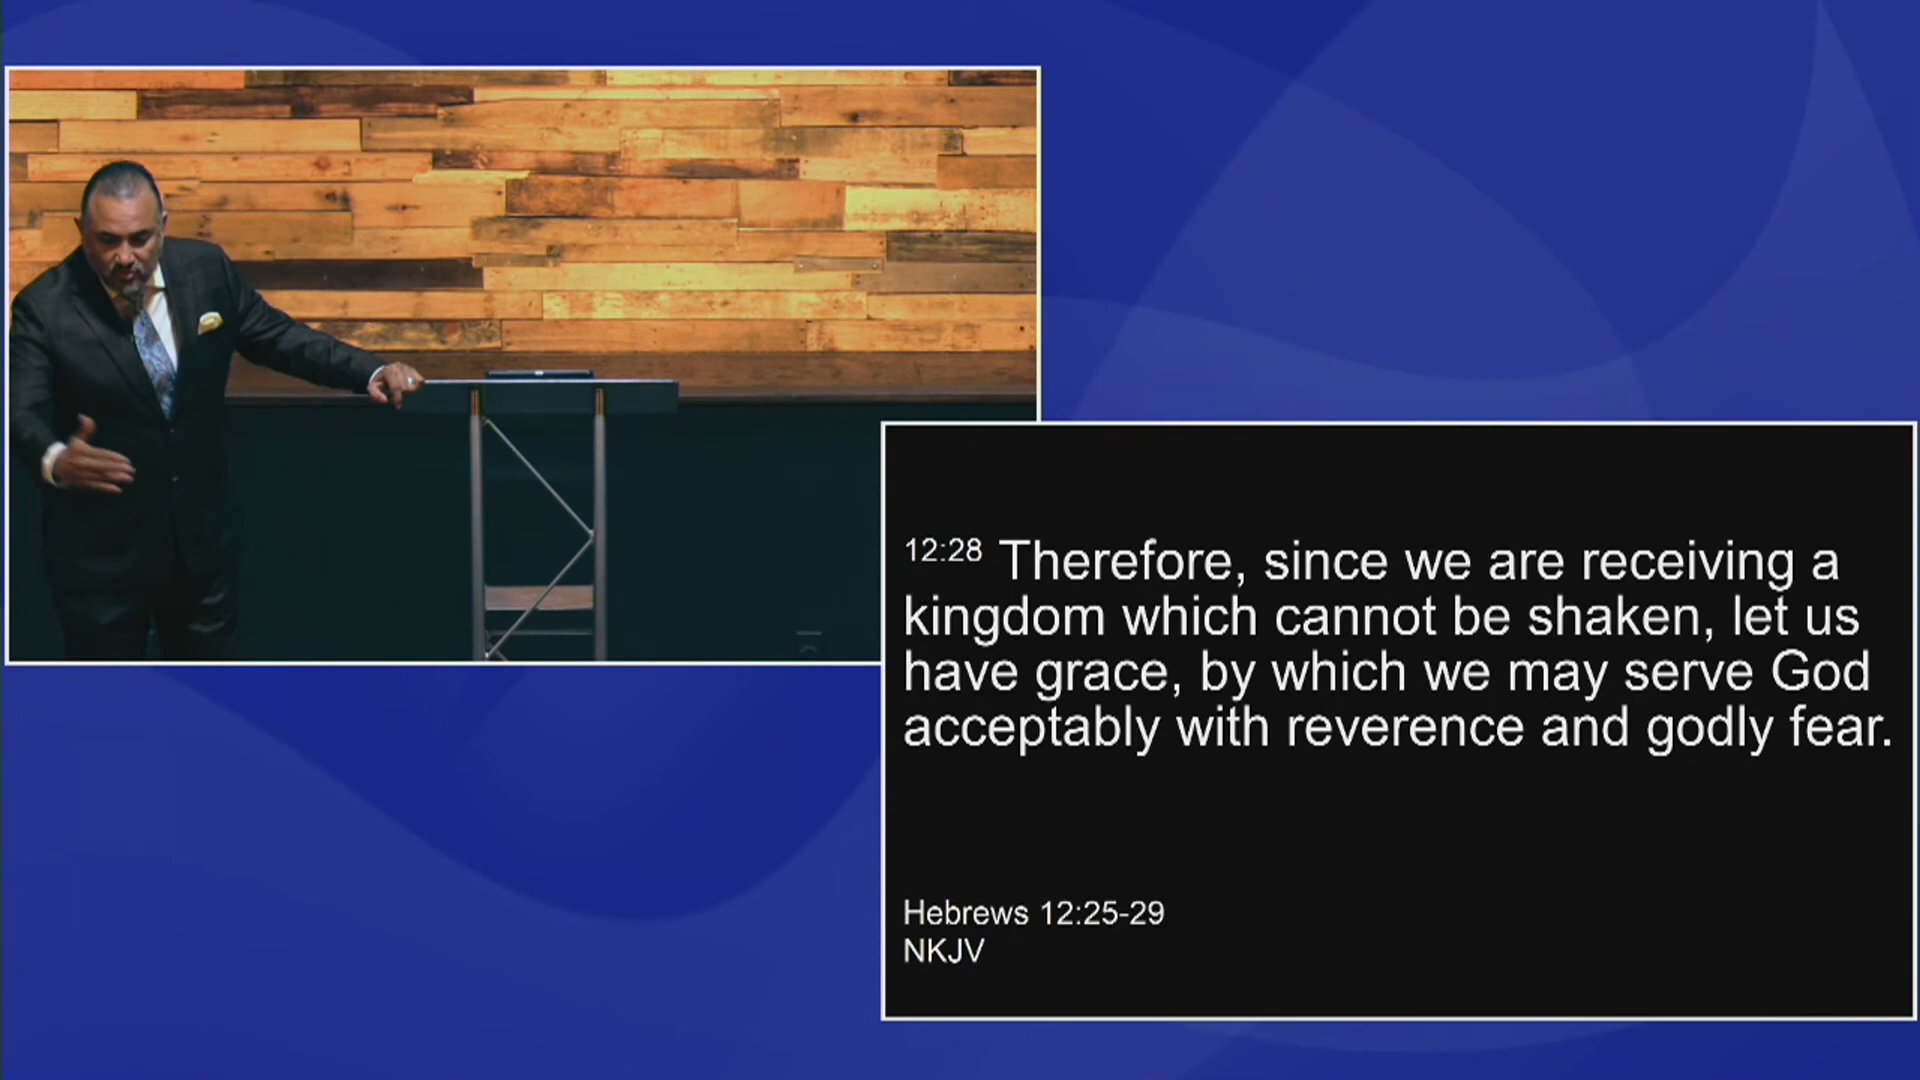 12:28 Therefore, since we are receiving a
kingdom which cannot be shaken, let us
have grace, by which we may serve God
acceptably with reverence and godly fear.
Hebrews 12:25-29
NKJV